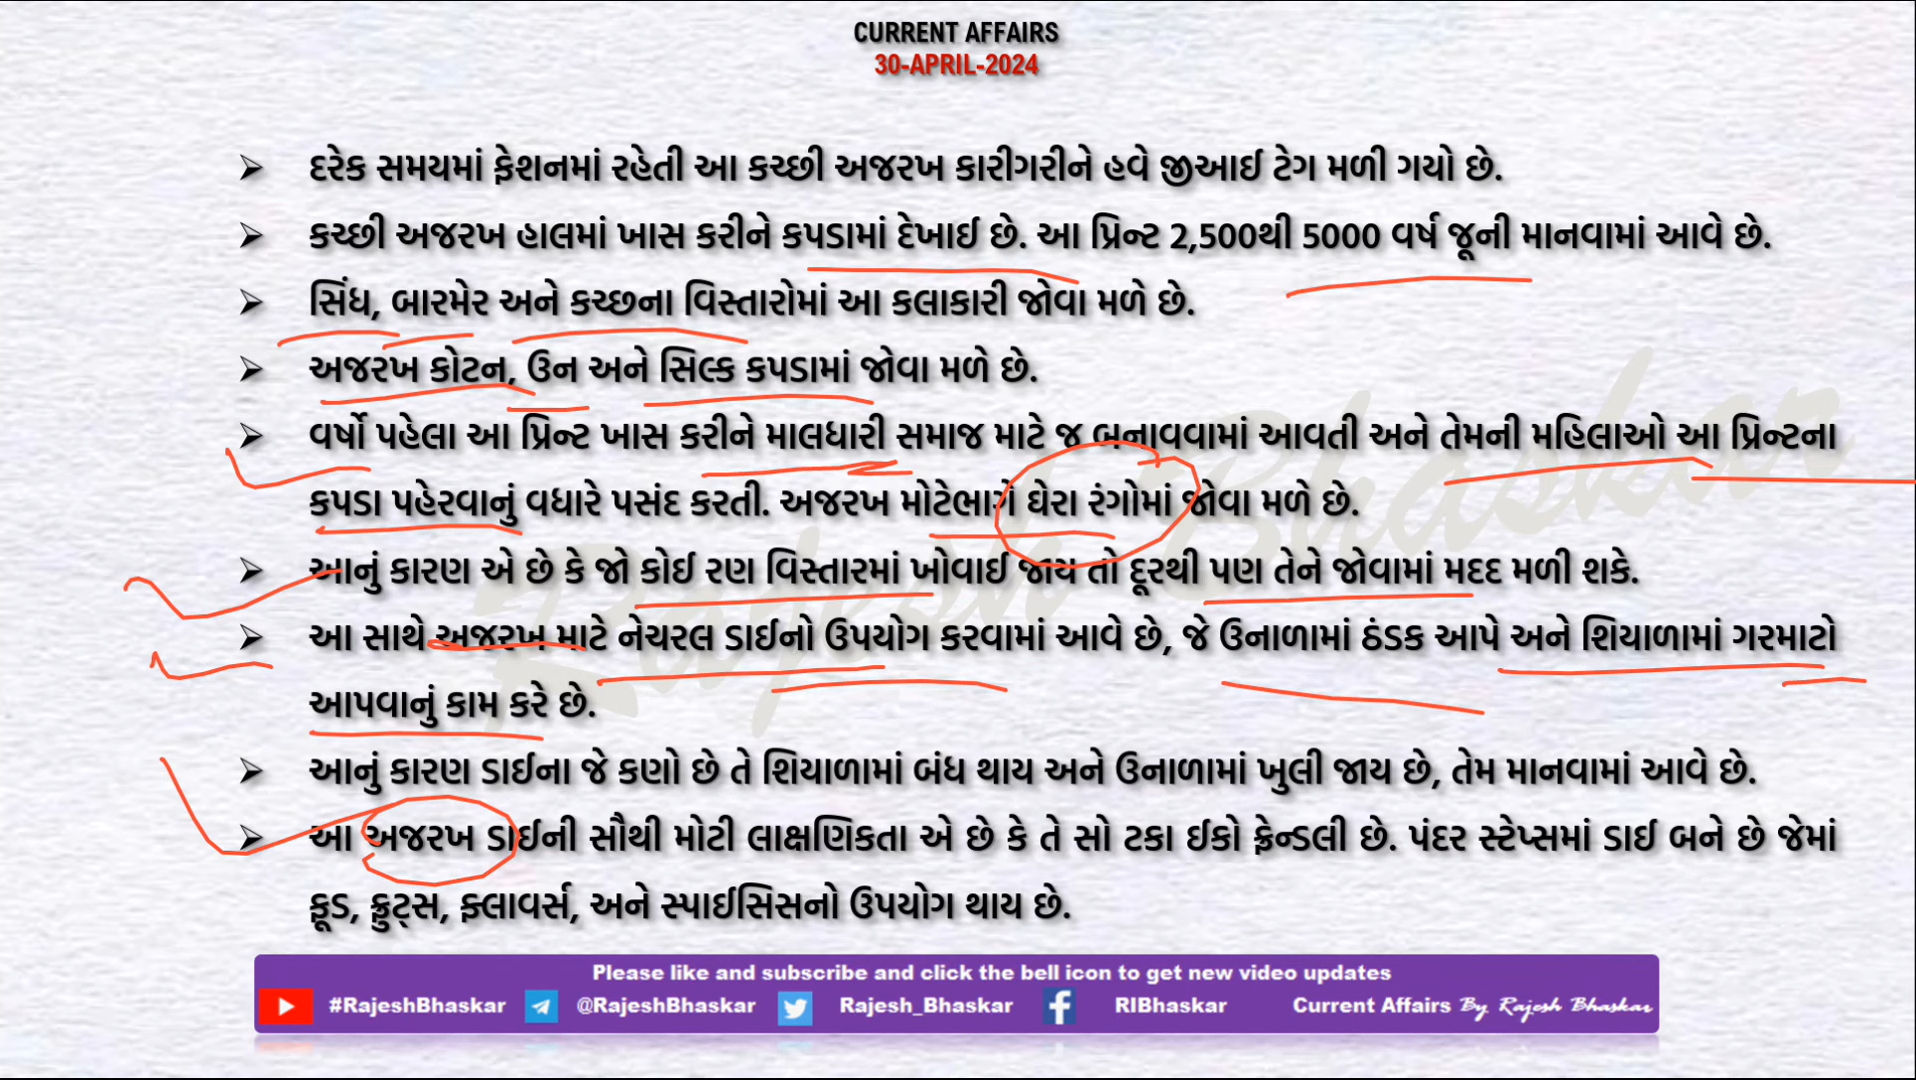 CURRENT AFFAIRS
30-APRIL-2024
➢ દરેક સમયમાં ફેશનમાં રહેતી આ કચ્છી અજરખ કારીગરીને હવે જીઆઈ ટેગ મળી ગયો છે.
➢ કચ્છી અજરખ હાલમાં ખાસ કરીને કપડામાં દેખાઈ છે. આ પ્રિન્ટ 2,500થી 5000 વર્ષ જૂની માનવામાં આવે છે.
➢ સિંધ, બારમેર અને કચ્છના વિસ્તારોમાં આ કલાકારી જોવા મળે છે.
➢ અજરખ કોટન, ઉન અને સિલ્ક કપડામાં જોવા મળે છે.
➢ વર્ષો પહેલા આ પ્રિન્ટ ખાસ કરીને માલધારી સમાજ માટે જ બનાવવામાં આવતી અને તેમની મહિલાઓ આ પ્રિન્ટના
કપડા પહેરવાનું વધારે પસંદ કરતી. અજરખ મોટેભાગે ઘેરા રંગોમાં જોવા મળે છે.
➢ આનું કારણ એ છે કે જો કોઈ રણ વિસ્તારમાં ખોવાઈ જાય તો દૂરથી પણ તેને જોવામાં મદદ મળી શકે.
➢ આ સાથે અજરખ માટે નેચરલ ડાઈનો ઉપયોગ કરવામાં આવે છે, જે ઉનાળામાં ઠંડક આપે અને શિયાળામાં ગરમાટો
આપવાનું કામ કરે છે.
➢ આનું કારણ ડાઈના જે કણો છે તે શિયાળામાં બંધ થાય અને ઉનાળામાં ખુલી જાય છે, તેમ માનવામાં આવે છે.
➢ આ અજરખ ડાઈની સૌથી મોટી લાક્ષણિકતા એ છે કે તે સો ટકા ઈકો ફ્રેન્ડલી છે. પંદર સ્ટેપ્સમાં ડાઈ બને છે જેમાં
ફૂડ, ફ્રુટ્સ, ફ્લાવર્સ, અને સ્પાઈસિસનો ઉપયોગ થાય છે.
Rajesh Bhaskar
Please like and subscribe and click the bell icon to get new video updates
#RajeshBhaskar @RajeshBhaskar Rajesh_Bhaskar RIBhaskar Current Affairs By Rajesh Bhaskar